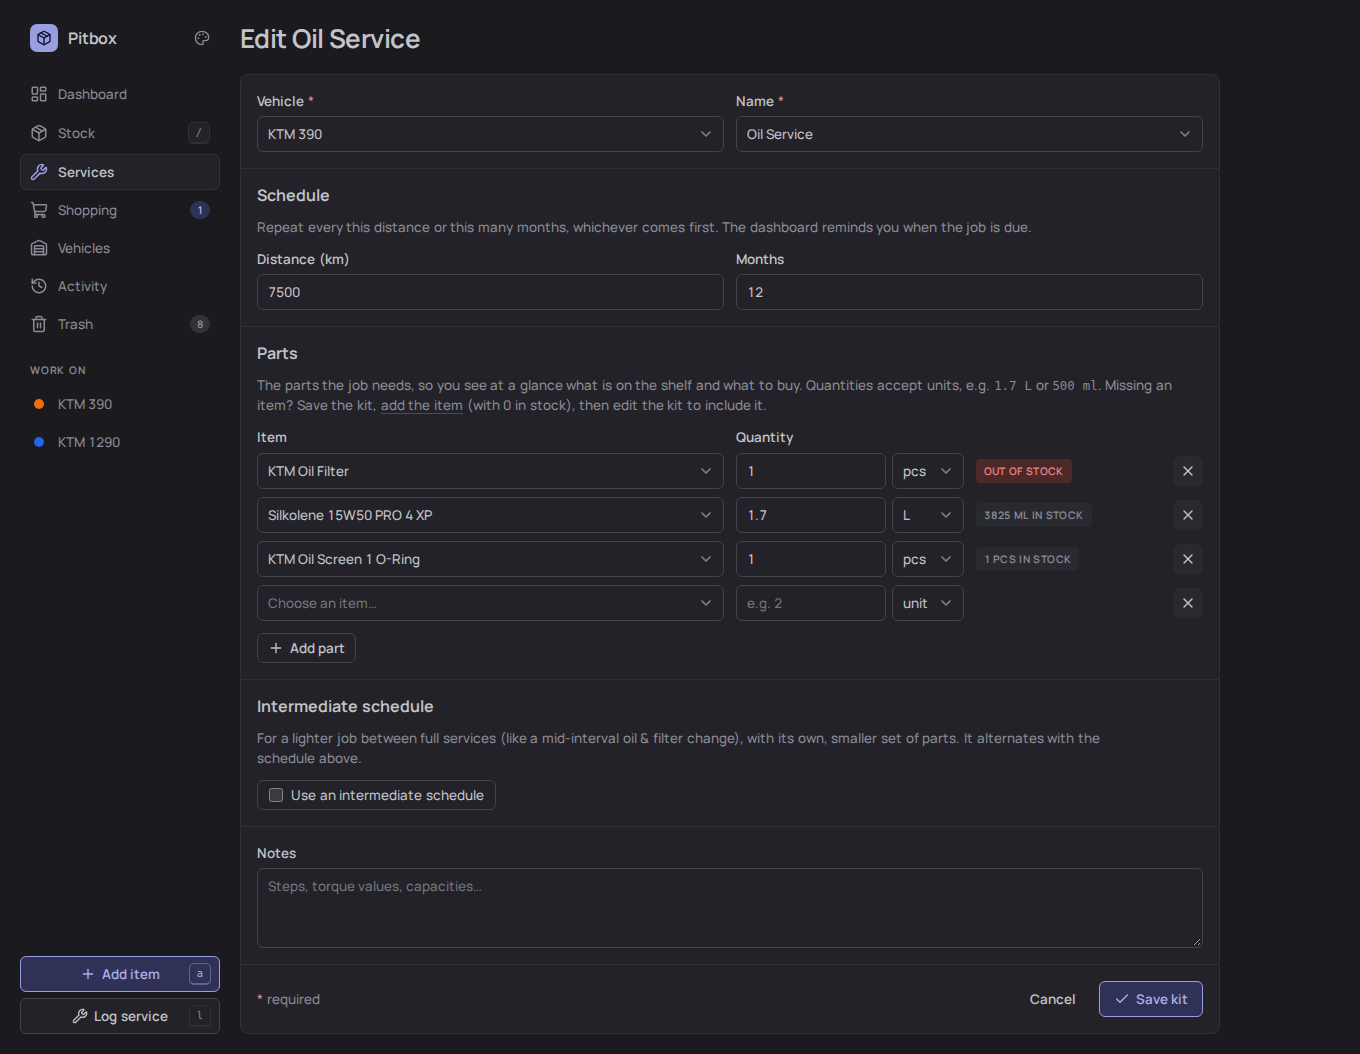 Pitbox
Edit Oil Service
Dashboard
Stock /
Services
Shopping 1
Vehicles
Activity
Trash 8
WORK ON
KTM 390
KTM 1290
Add item a
Log service l
Vehicle *
Name *
KTM 390
Oil Service
Schedule
Repeat every this distance or this many months, whichever comes first. The dashboard reminds you when the job is due.
Distance (km)
Months
7500
12
Parts
The parts the job needs, so you see at a glance what is on the shelf and what to buy. Quantities accept units, e.g. 1.7 L or 500 ml. Missing an
item? Save the kit, add the item (with 0 in stock), then edit the kit to include it.
Item
Quantity
KTM Oil Filter 1 pcs OUT OF STOCK
Silkolene 15W50 PRO 4 XP 1.7 L 3825 ML IN STOCK
KTM Oil Screen 1 O-Ring 1 pcs 1 PCS IN STOCK
Choose an item... e.g. 2 unit
Add part
Intermediate schedule
For a lighter job between full services (like a mid-interval oil & filter change), with its own, smaller set of parts. It alternates with the
schedule above.
Use an intermediate schedule
Notes
Steps, torque values, capacities...
* required
Cancel
Save kit